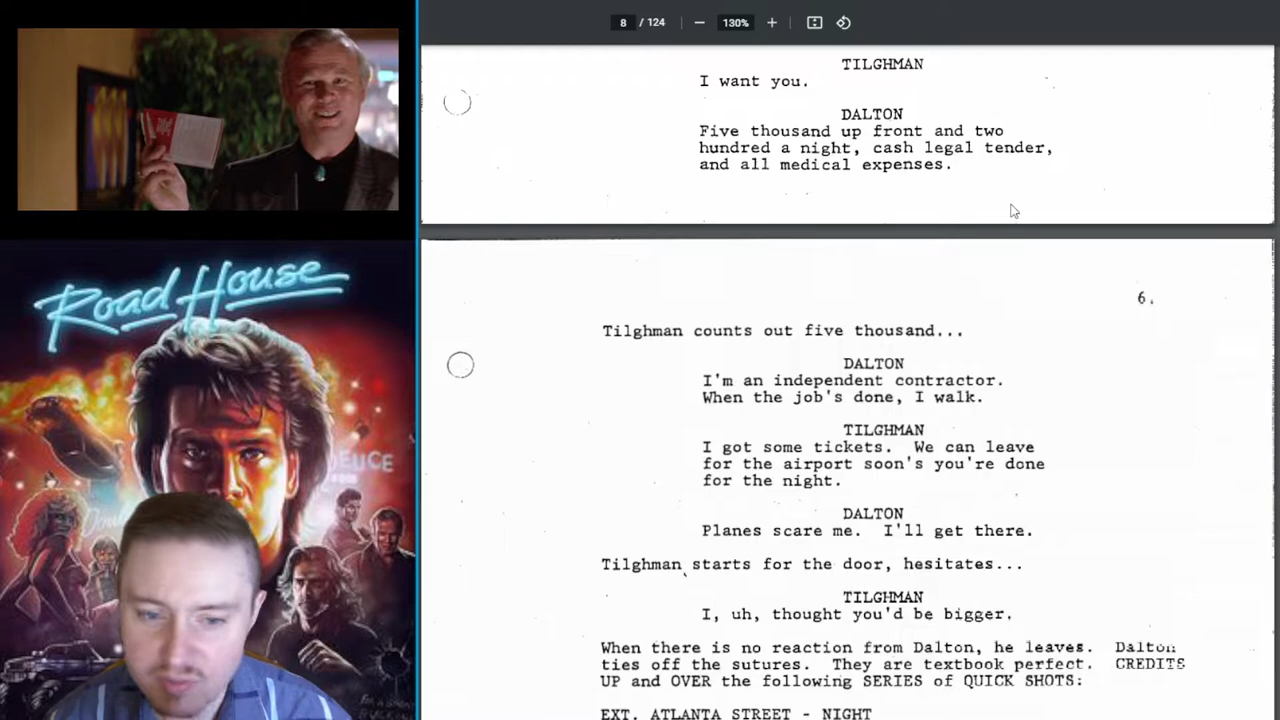 8 / 124 — 130% +
TILGHMAN
I want you.
DALTON
Five thousand up front and two
hundred a night, cash legal tender,
and all medical expenses.
6.
Tilghman counts out five thousand...
DALTON
I'm an independent contractor.
When the job's done, I walk.
TILGHMAN
I got some tickets.  We can leave
for the airport soon's you're done
for the night.
DALTON
Planes scare me.  I'll get there.
Tilghman starts for the door, hesitates...
TILGHMAN
I, uh, thought you'd be bigger.
When there is no reaction from Dalton, he leaves.  Dalton
ties off the sutures.  They are textbook perfect.  CREDITS
UP and OVER the following SERIES of QUICK SHOTS:
EXT. ATLANTA STREET - NIGHT
Road House